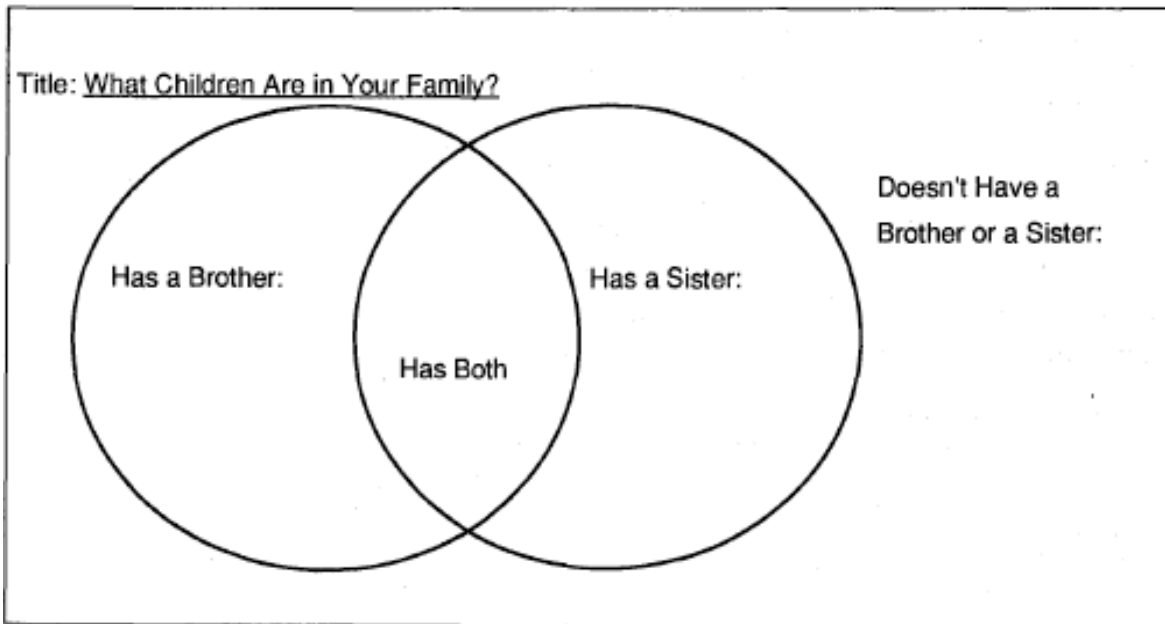 Title: What Children Are in Your Family?
Doesn't Have a
Brother or a Sister:
Has a Brother:
Has a Sister:
Has Both